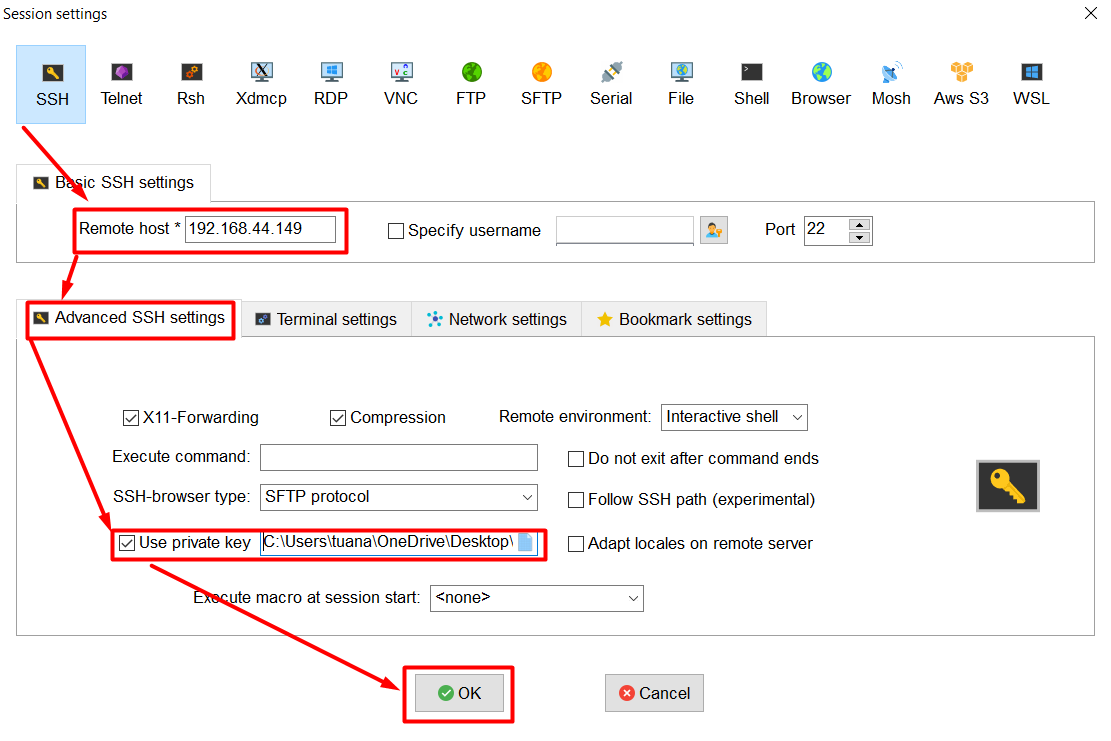 Session settings
SSH Telnet Rsh Xdmcp RDP VNC FTP SFTP Serial File Shell Browser Mosh Aws S3 WSL
Basic SSH settings
Remote host * 192.168.44.149 Specify username Port 22
Advanced SSH settings Terminal settings Network settings Bookmark settings
X11-Forwarding Compression Remote environment: Interactive shell
Execute command: Do not exit after command ends
SSH-browser type: SFTP protocol Follow SSH path (experimental)
Use private key C:\Users\tuana\OneDrive\Desktop\ Adapt locales on remote server
Execute macro at session start: <none>
OK Cancel